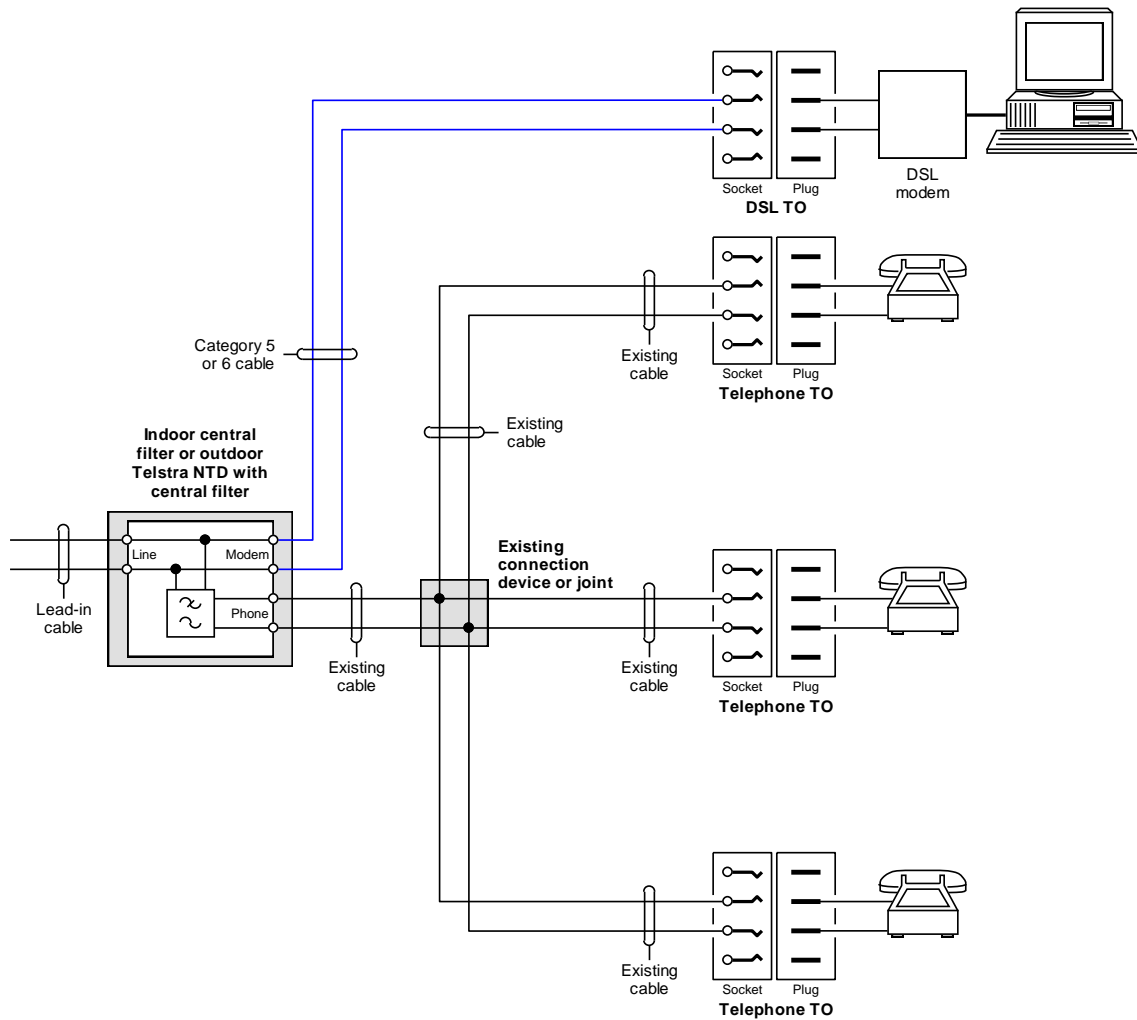 Socket
Plug
DSL TO
DSL
modem
Category 5
or 6 cable
Existing
cable
Socket
Plug
Telephone TO
Existing
cable
Indoor central
filter or outdoor
Telstra NTD with
central filter
Line
Modem
Phone
Lead-in
cable
Existing
cable
Existing
connection
device or joint
Existing
cable
Socket
Plug
Telephone TO
Existing
cable
Socket
Plug
Telephone TO